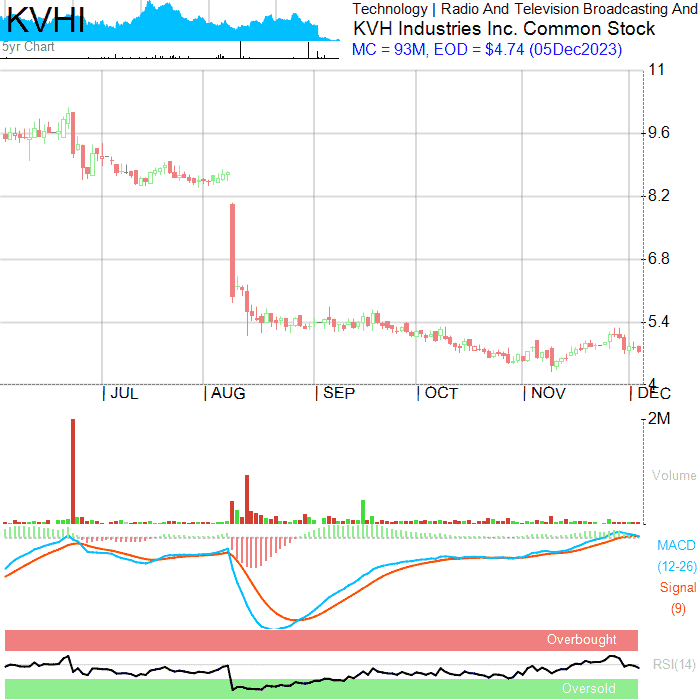 KVHI
Technology | Radio And Television Broadcasting And
KVH Industries Inc. Common Stock
5yr Chart
MC = 93M, EOD = $4.74 (05Dec2023)
11
9.6
8.2
6.8
5.4
4
JUL
AUG
SEP
OCT
NOV
DEC
2M
Volume
MACD
(12-26)
Signal
(9)
Overbought
RSI(14)
Oversold